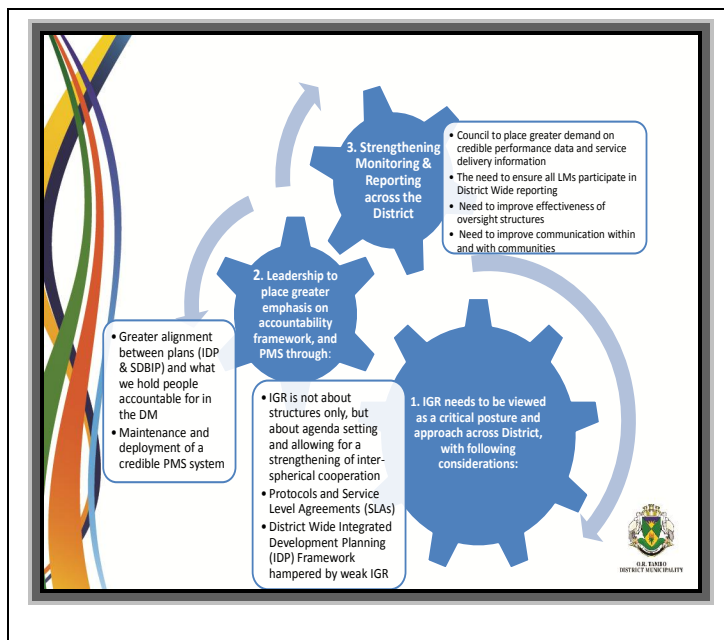 3. Strengthening
Monitoring &
Reporting
across the
District
• Council to place greater demand on
credible performance data and service
delivery information
• The need to ensure all LMs participate in
District Wide reporting
• Need to improve effectiveness of
oversight structures
• Need to improve communication within
and with communities
2. Leadership to
place greater
emphasis on
accountability
framework, and
PMS through:
• Greater alignment
between plans (IDP
& SDBIP) and what
we hold people
accountable for in
the DM
• Maintenance and
deployment of a
credible PMS system
1. IGR needs to be viewed
as a critical posture and
approach across District,
with following
considerations:
• IGR is not about
structures only, but
about agenda setting
and allowing for a
strengthening of inter-
spherical cooperation
• Protocols and Service
Level Agreements (SLAs)
• District Wide Integrated
Development Planning
(IDP) Framework
hampered by weak IGR
O.R. TAMBO
DISTRICT MUNICIPALITY